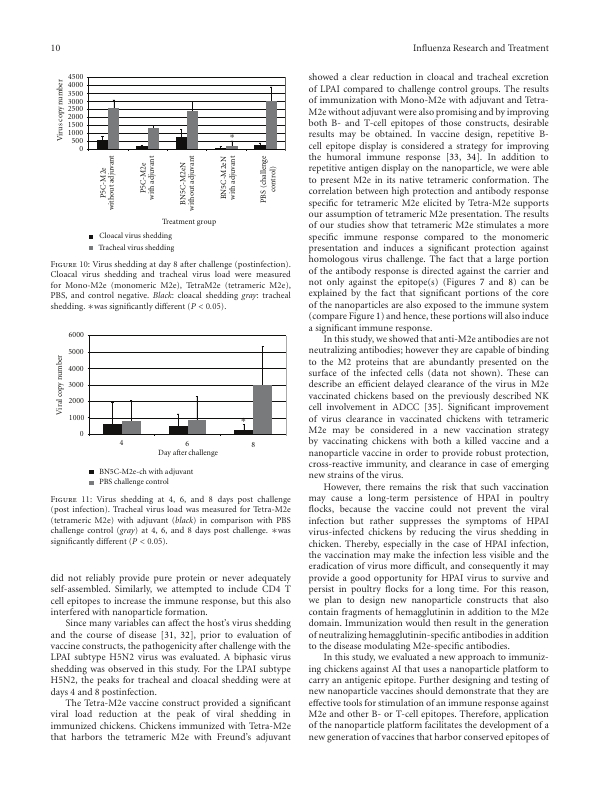 10
Influenza Research and Treatment
4500
4000
3500
3000
2500
2000
1500
1000
500
0
Virus copy number
P5C-M2e
without adjuvant
P5C-M2e
with adjuvant
BN5C-M2eN
without adjuvant
BN5C-M2eN
with adjuvant
PBS (challenge
control)
*
Treatment group
Cloacal virus shedding
Tracheal virus shedding
Figure 10: Virus shedding at day 8 after challenge (postinfection).
Cloacal virus shedding and tracheal virus load were measured
for Mono-M2e (monomeric M2e), TetraM2e (tetrameric M2e),
PBS, and control negative. Black: cloacal shedding gray: tracheal
shedding. ∗was significantly different (P < 0.05).
6000
5000
4000
3000
2000
1000
0
Viral copy number
*
4 6 8
Day after challenge
BN5C-M2e-ch with adjuvant
PBS challenge control
Figure 11: Virus shedding at 4, 6, and 8 days post challenge
(post infection). Tracheal virus load was measured for Tetra-M2e
(tetrameric M2e) with adjuvant (black) in comparison with PBS
challenge control (gray) at 4, 6, and 8 days post challenge. ∗was
significantly different (P < 0.05).
did not reliably provide pure protein or never adequately
self-assembled. Similarly, we attempted to include CD4 T
cell epitopes to increase the immune response, but this also
interfered with nanoparticle formation.
Since many variables can affect the host's virus shedding
and the course of disease [31, 32], prior to evaluation of
vaccine constructs, the pathogenicity after challenge with the
LPAI subtype H5N2 virus was evaluated. A biphasic virus
shedding was observed in this study. For the LPAI subtype
H5N2, the peaks for tracheal and cloacal shedding were at
days 4 and 8 postinfection.
The Tetra-M2e vaccine construct provided a significant
viral load reduction at the peak of viral shedding in
immunized chickens. Chickens immunized with Tetra-M2e
that harbors the tetrameric M2e with Freund's adjuvant
showed a clear reduction in cloacal and tracheal excretion
of LPAI compared to challenge control groups. The results
of immunization with Mono-M2e with adjuvant and Tetra-
M2e without adjuvant were also promising and by improving
both B- and T-cell epitopes of those constructs, desirable
results may be obtained. In vaccine design, repetitive B-
cell epitope display is considered a strategy for improving
the humoral immune response [33, 34]. In addition to
repetitive antigen display on the nanoparticle, we were able
to present M2e in its native tetrameric conformation. The
correlation between high protection and antibody response
specific for tetrameric M2e elicited by Tetra-M2e supports
our assumption of tetrameric M2e presentation. The results
of our studies show that tetrameric M2e stimulates a more
specific immune response compared to the monomeric
presentation and induces a significant protection against
homologous virus challenge. The fact that a large portion
of the antibody response is directed against the carrier and
not only against the epitope(s) (Figures 7 and 8) can be
explained by the fact that significant portions of the core
of the nanoparticles are also exposed to the immune system
(compare Figure 1) and hence, these portions will also induce
a significant immune response.
In this study, we showed that anti-M2e antibodies are not
neutralizing antibodies; however they are capable of binding
to the M2 proteins that are abundantly presented on the
surface of the infected cells (data not shown). These can
describe an efficient delayed clearance of the virus in M2e
vaccinated chickens based on the previously described NK
cell involvement in ADCC [35]. Significant improvement
of virus clearance in vaccinated chickens with tetrameric
M2e may be considered in a new vaccination strategy
by vaccinating chickens with both a killed vaccine and a
nanoparticle vaccine in order to provide robust protection,
cross-reactive immunity, and clearance in case of emerging
new strains of the virus.
However, there remains the risk that such vaccination
may cause a long-term persistence of HPAI in poultry
flocks, because the vaccine could not prevent the viral
infection but rather suppresses the symptoms of HPAI
virus-infected chickens by reducing the virus shedding in
chicken. Thereby, especially in the case of HPAI infection,
the vaccination may make the infection less visible and the
eradication of virus more difficult, and consequently it may
provide a good opportunity for HPAI virus to survive and
persist in poultry flocks for a long time. For this reason,
we plan to design new nanoparticle constructs that also
contain fragments of hemagglutinin in addition to the M2e
domain. Immunization would then result in the generation
of neutralizing hemagglutinin-specific antibodies in addition
to the disease modulating M2e-specific antibodies.
In this study, we evaluated a new approach to immuniz-
ing chickens against AI that uses a nanoparticle platform to
carry an antigenic epitope. Further designing and testing of
new nanoparticle vaccines should demonstrate that they are
effective tools for stimulation of an immune response against
M2e and other B- or T-cell epitopes. Therefore, application
of the nanoparticle platform facilitates the development of a
new generation of vaccines that harbor conserved epitopes of